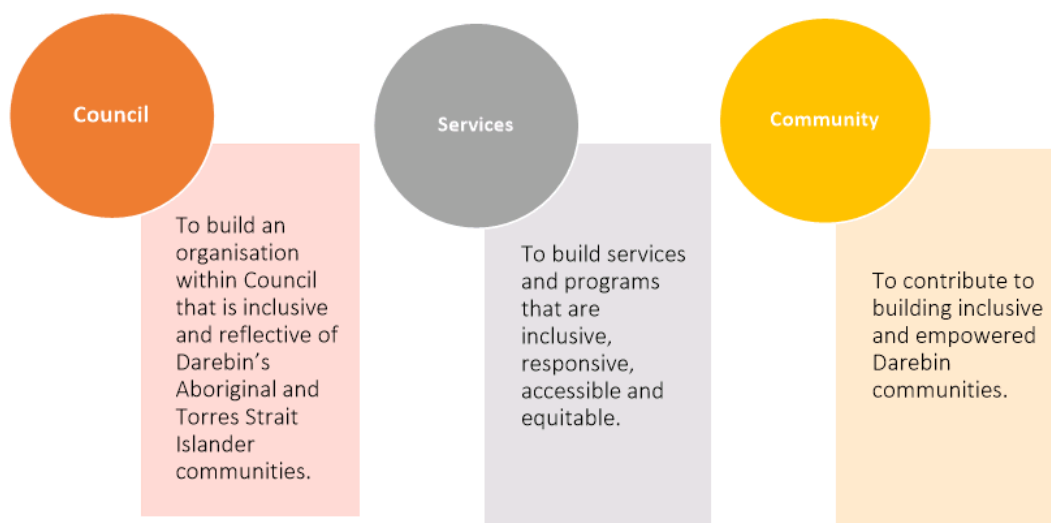 Council
To build an
organisation
within Council
that is inclusive
and reflective of
Darebin’s
Aboriginal and
Torres Strait
Islander
communities.
Services
To build services
and programs
that are
inclusive,
responsive,
accessible and
equitable.
Community
To contribute to
building inclusive
and empowered
Darebin
communities.